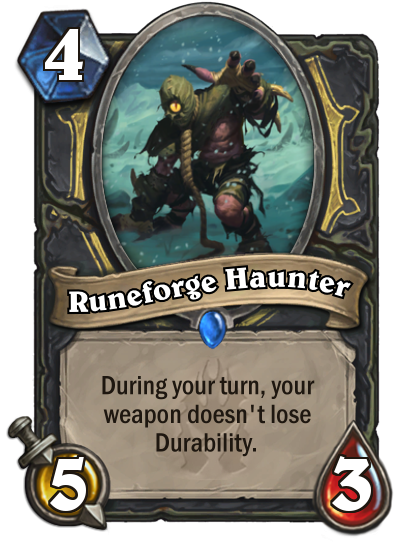 4
Runeforge Haunter
During your turn, your
weapon doesn't lose
Durability.
5
3